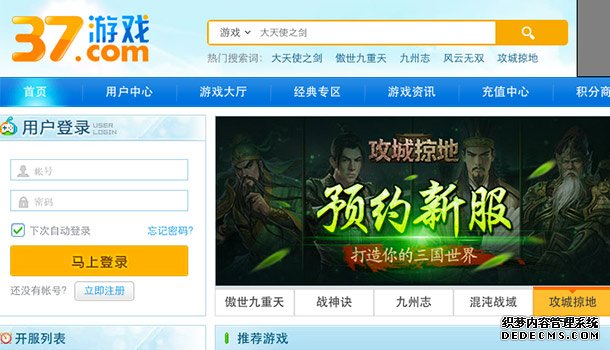 37游戏
.com
游戏 大天使之剑
热门搜索词: 大天使之剑 傲世九重天 九州志 风云无双 攻城掠地
首页 用户中心 游戏大厅 经典专区 游戏资讯 充值中心 积分商
用户登录 USER LOGIN
帐号
密码
下次自动登录 忘记密码?
马上登录
还没有帐号? 立即注册
攻城掠地
预约新服
打造你的三国世界
傲世九重天 战神诀 九州志 混沌战域 攻城掠地
开服列表 推荐游戏
织梦内容管理系统
DEDECMS.COM